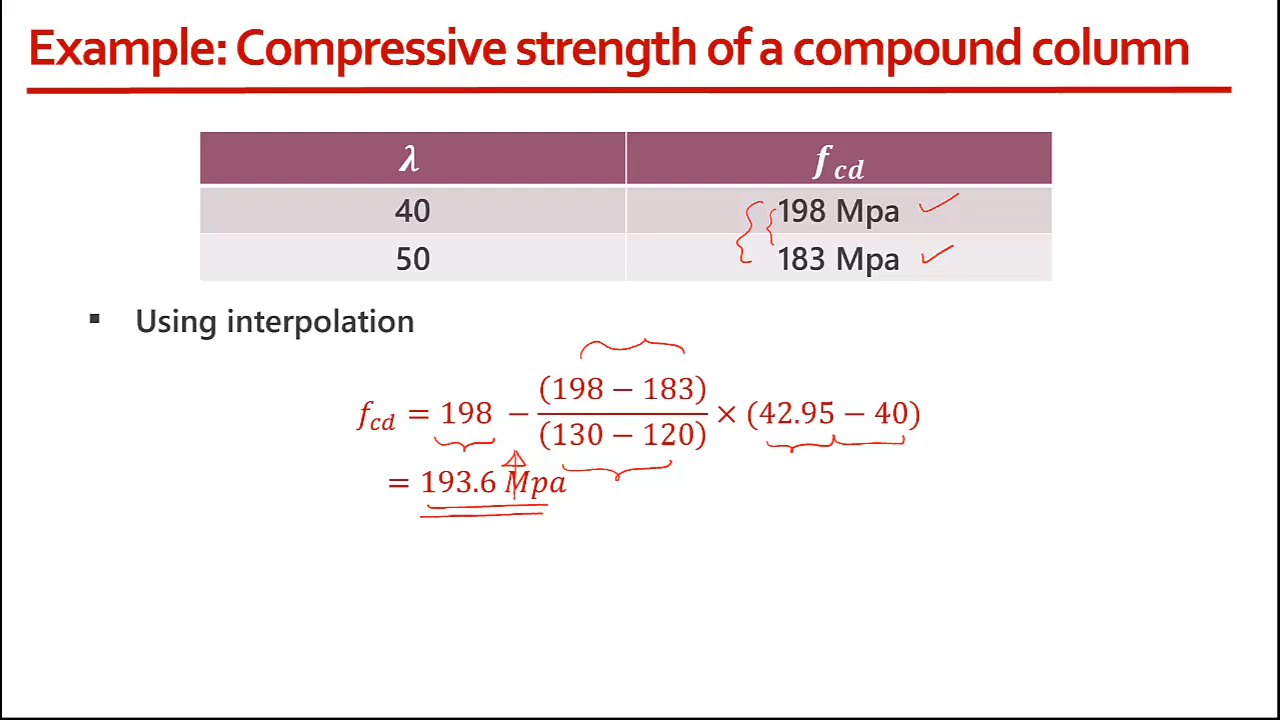 Example: Compressive strength of a compound column
λ f_cd
40 198 Mpa
50 183 Mpa
▪ Using interpolation
f_cd = 198 − (198 − 183)/(130 − 120) × (42.95 − 40)
= 193.6 Mpa